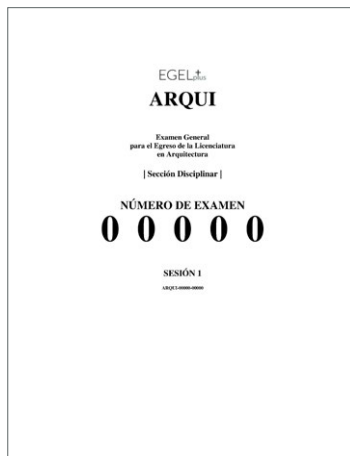 EGEL+plus
ARQUI
Examen General
para el Egreso de la Licenciatura
en Arquitectura
| Sección Disciplinar |
NÚMERO DE EXAMEN
0 0 0 0 0
SESIÓN 1
ARQUI-00000-00000